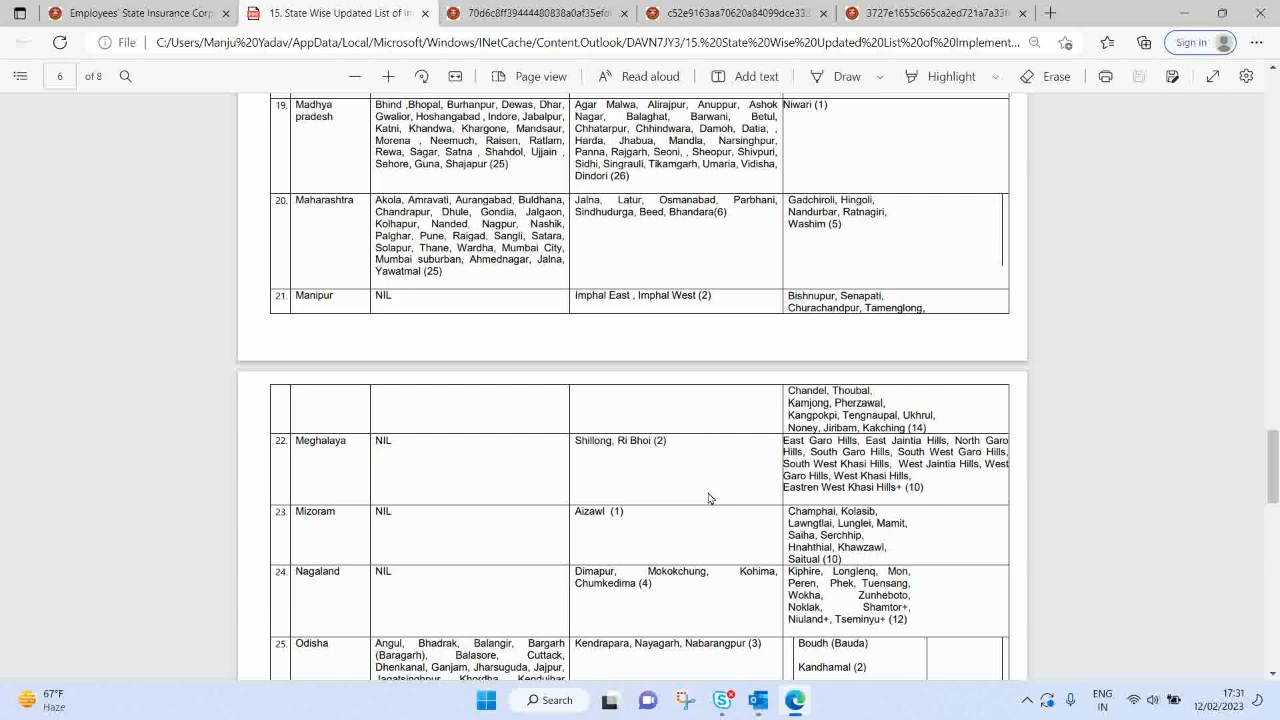 Employees' State Insurance Corp
15. State Wise Updated List of Im
70d6c8ff39444480838a0af35ef0
c52e9163aa70620a84099dce33
3727e1655c665acbcf721a7a33f
Sign in
File
C:/Users/Manju%20Yadav/AppData/Local/Microsoft/Windows/INetCache/Content.Outlook/DAVN7JY3/15.%20State%20Wise%20Updated%20List%20of%20Implement...
6
of 8
Page view
Read aloud
Add text
Draw
Highlight
Erase
19.
Madhya
pradesh
Bhind ,Bhopal, Burhanpur, Dewas, Dhar,
Gwalior, Hoshangabad , Indore, Jabalpur,
Katni, Khandwa, Khargone, Mandsaur,
Morena , Neemuch, Raisen, Ratlam,
Rewa, Sagar, Satna , Shahdol, Ujjain ,
Sehore, Guna, Shajapur (25)
Agar Malwa, Alirajpur, Anuppur, Ashok
Nagar, Balaghat, Barwani, Betul,
Chhatarpur, Chhindwara, Damoh, Datia, ,
Harda, Jhabua, Mandla, Narsinghpur,
Panna, Rajgarh, Seoni, , Sheopur, Shivpuri,
Sidhi, Singrauli, Tikamgarh, Umaria, Vidisha,
Dindori (26)
Niwari (1)
20.
Maharashtra
Akola, Amravati, Aurangabad, Buldhana,
Chandrapur, Dhule, Gondia, Jalgaon,
Kolhapur, Nanded, Nagpur, Nashik,
Palghar, Pune, Raigad, Sangli, Satara,
Solapur, Thane, Wardha, Mumbai City,
Mumbai suburban, Ahmednagar, Jalna,
Yawatmal (25)
Jalna, Latur, Osmanabad, Parbhani,
Sindhudurga, Beed, Bhandara(6)
Gadchiroli, Hingoli,
Nandurbar, Ratnagiri,
Washim (5)
21.
Manipur
NIL
Imphal East , Imphal West (2)
Bishnupur, Senapati,
Churachandpur, Tamenglong,
Chandel, Thoubal,
Kamjong, Pherzawal,
Kangpokpi, Tengnaupal, Ukhrul,
Noney, Jiribam, Kakching (14)
22.
Meghalaya
NIL
Shillong, Ri Bhoi (2)
East Garo Hills, East Jaintia Hills, North Garo
Hills, South Garo Hills, South West Garo Hills,
South West Khasi Hills, West Jaintia Hills, West
Garo Hills, West Khasi Hills,
Eastren West Khasi Hills+ (10)
23.
Mizoram
NIL
Aizawl (1)
Champhai, Kolasib,
Lawngtlai, Lunglei, Mamit,
Saiha, Serchhip,
Hnahthial, Khawzawl,
Saitual (10)
24.
Nagaland
NIL
Dimapur, Mokokchung, Kohima,
Chumkedima (4)
Kiphire, Longlenq, Mon,
Peren, Phek, Tuensang,
Wokha, Zunheboto,
Noklak, Shamtor+,
Niuland+, Tseminyu+ (12)
25.
Odisha
Angul, Bhadrak, Balangir, Bargarh
(Baragarh), Balasore, Cuttack,
Dhenkanal, Ganjam, Jharsuguda, Jajpur,
Jagatsinghpur, Khordha, Kendujhar
Kendrapara, Nayagarh, Nabarangpur (3)
Boudh (Bauda)
Kandhamal (2)
67°F
Haze
Search
ENG
IN
17:31
12/02/2023